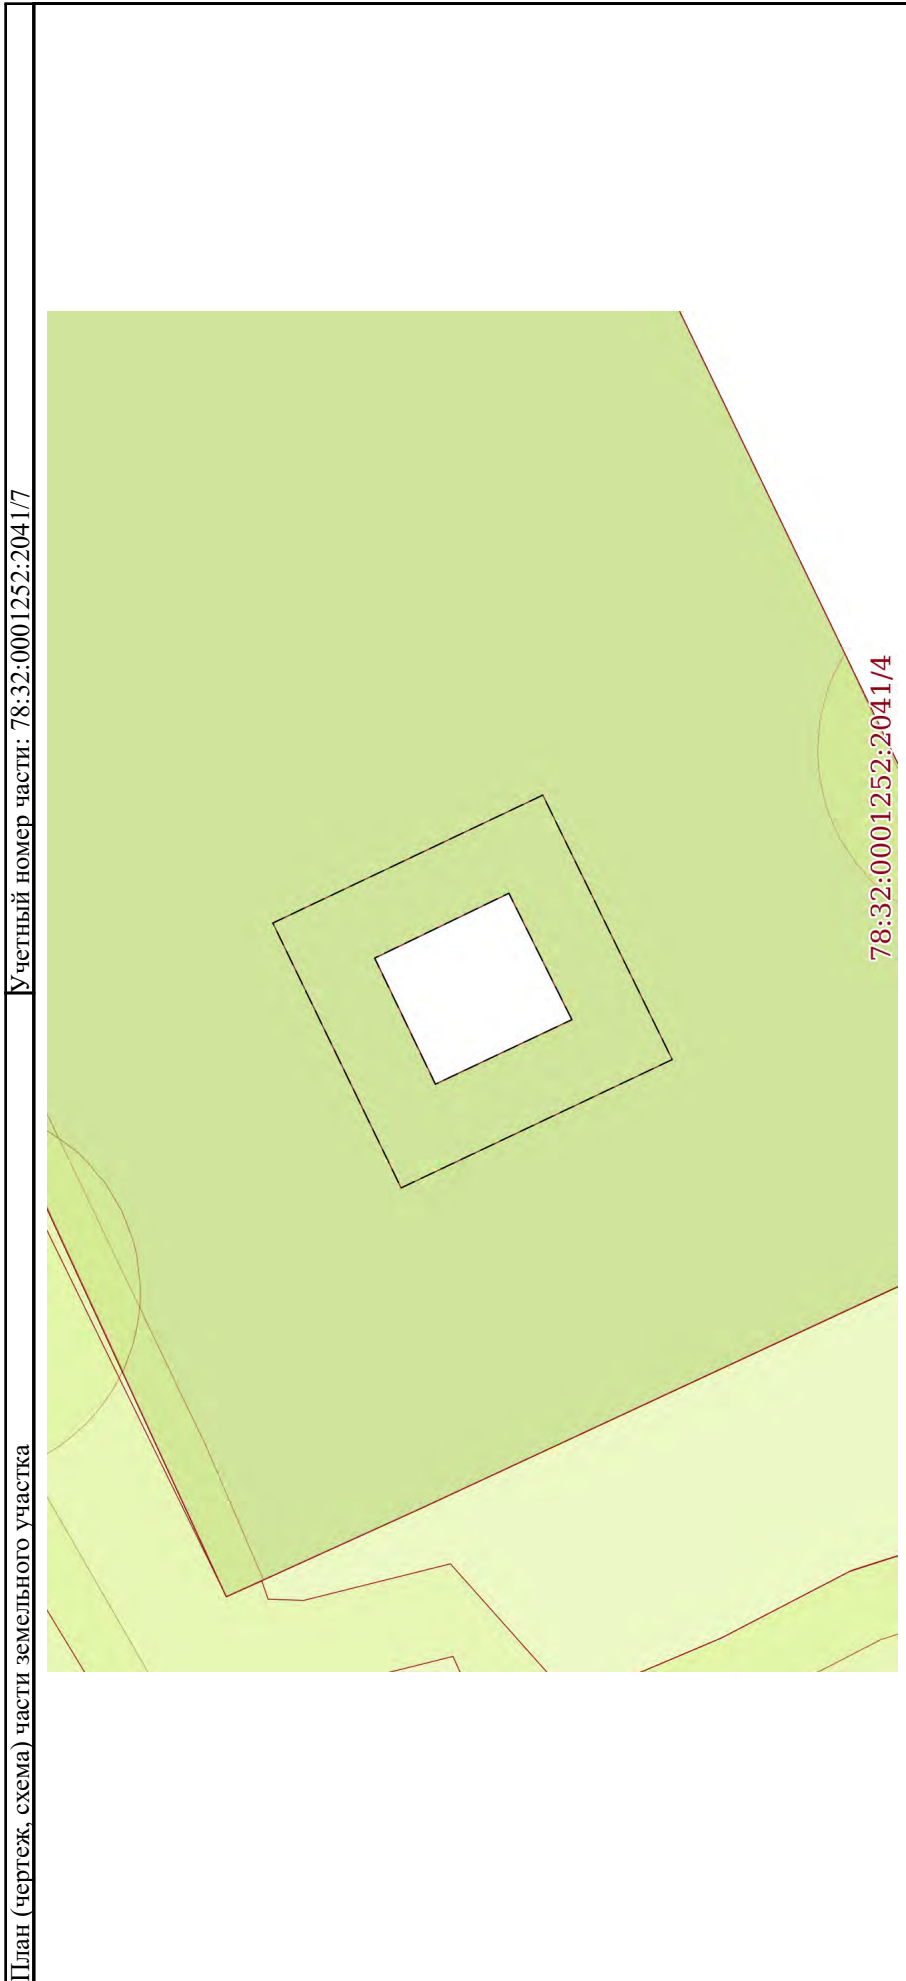 План (чертеж, схема) части земельного участка
Учетный номер части: 78:32:0001252:2041/7
78:32:0001252:2041/4